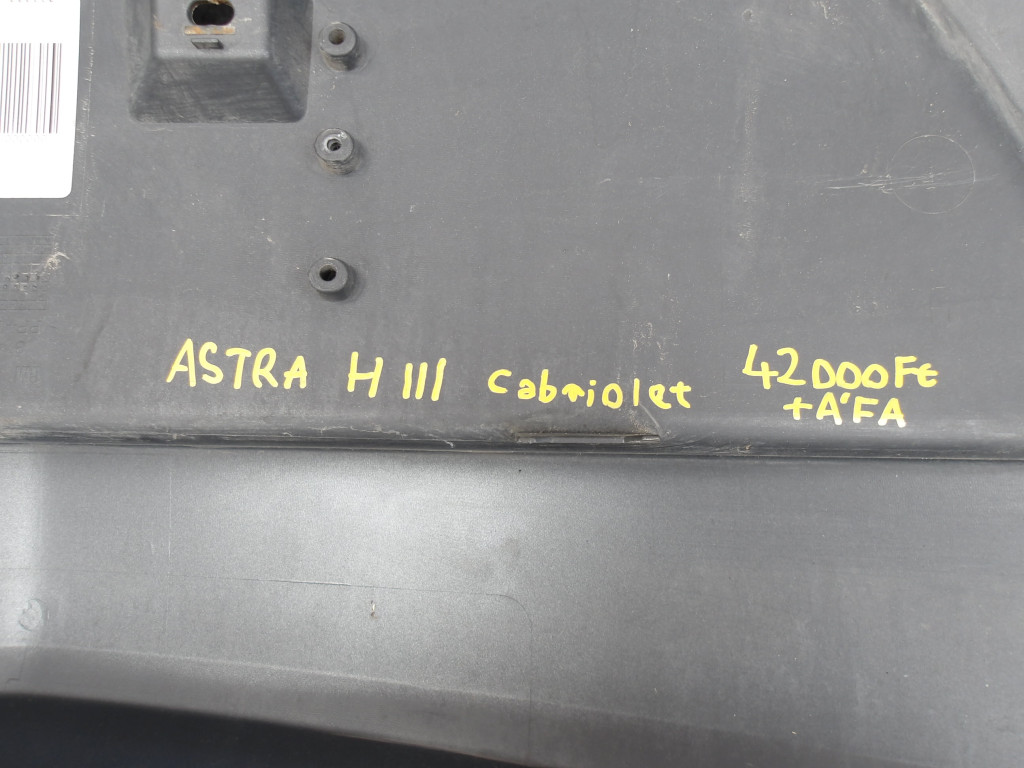 ASTRA H III cabriolet 42000Ft
+ÁFA